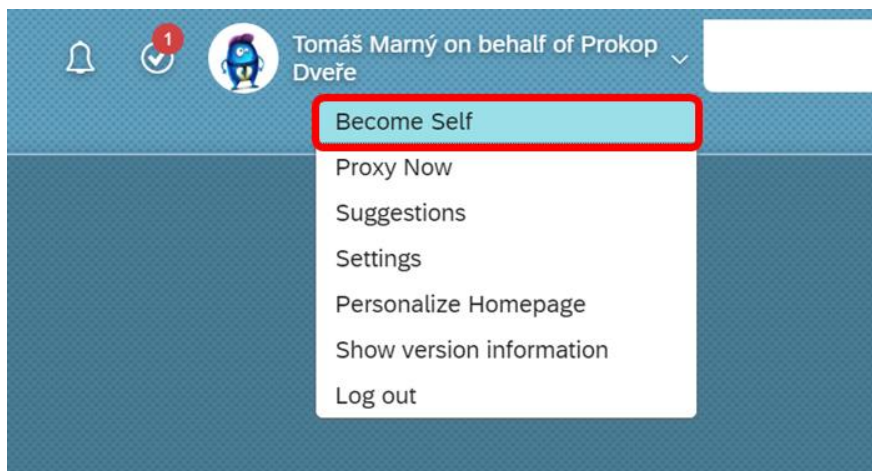 1
Tomáš Marný on behalf of Prokop
Dveře
Become Self
Proxy Now
Suggestions
Settings
Personalize Homepage
Show version information
Log out